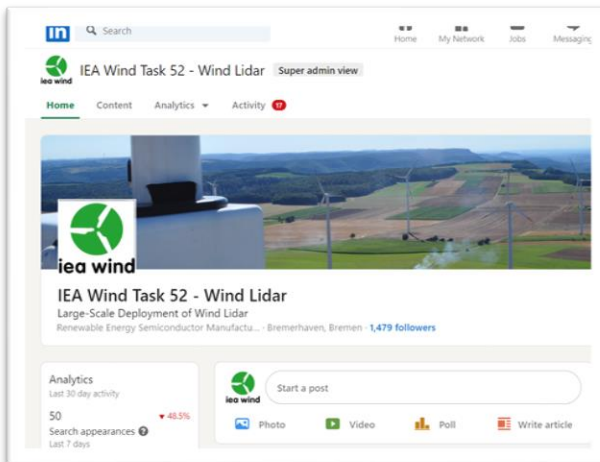 in Search
Home My Network Jobs Messaging
iea wind IEA Wind Task 52 - Wind Lidar Super admin view
Home Content Analytics Activity 17
iea wind
IEA Wind Task 52 - Wind Lidar
Large-Scale Deployment of Wind Lidar
Renewable Energy Semiconductor Manufactu... · Bremerhaven, Bremen · 1,479 followers
Analytics
Last 30 day activity
50 48.5%
Search appearances
Last 7 days
iea wind Start a post
Photo Video Poll Write article